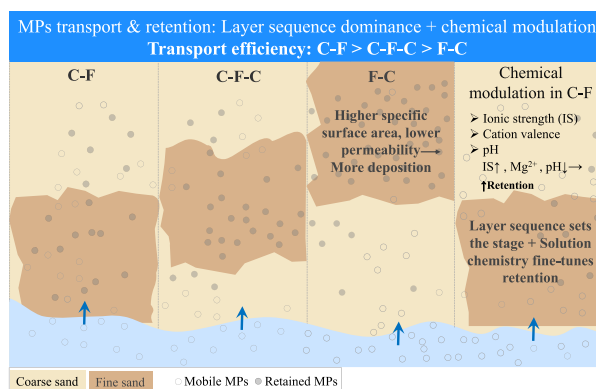 MPs transport & retention: Layer sequence dominance + chemical modulation
Transport efficiency: C-F > C-F-C > F-C
C-F
C-F-C
F-C
Higher specific
surface area, lower
permeability→
More deposition
Chemical
modulation in C-F
➢ Ionic strength (IS)
➢ Cation valence
➢ pH
IS↑ , Mg²⁺ , pH↓→
↑Retention
Layer sequence sets
the stage + Solution
chemistry fine-tunes
retention
Coarse sand
Fine sand
Mobile MPs
Retained MPs